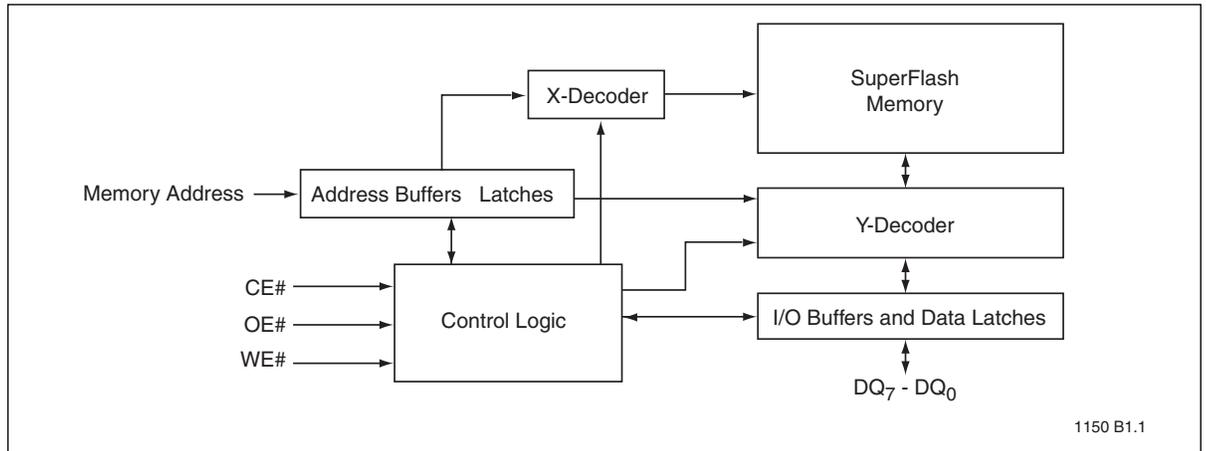 X-Decoder
SuperFlash
Memory
Memory Address
Address Buffers Latches
Y-Decoder
CE#
OE#
WE#
Control Logic
I/O Buffers and Data Latches
DQ7 - DQ0
1150 B1.1